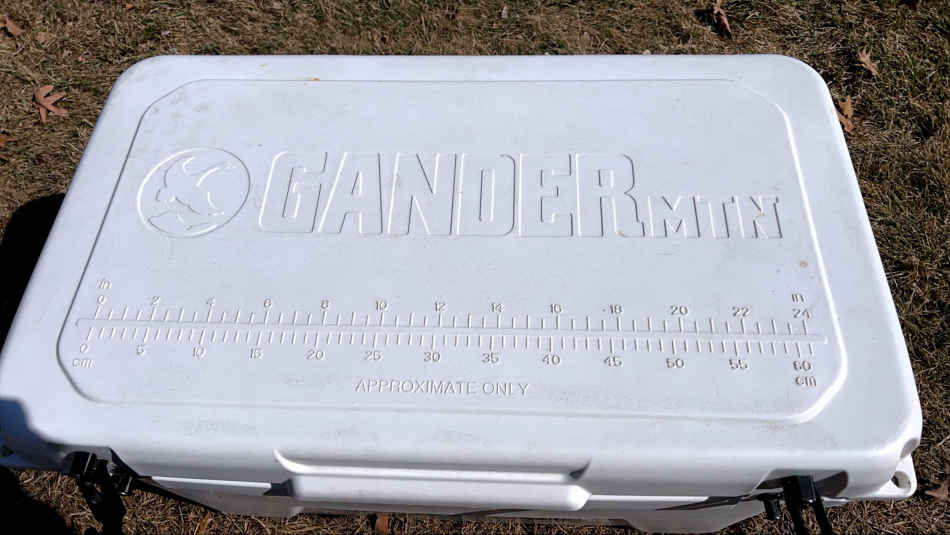 GANDER MTN
in in
0 2 4 6 8 10 12 14 16 18 20 22 24
0 5 10 15 20 25 30 35 40 45 50 55 60
cm cm
APPROXIMATE ONLY